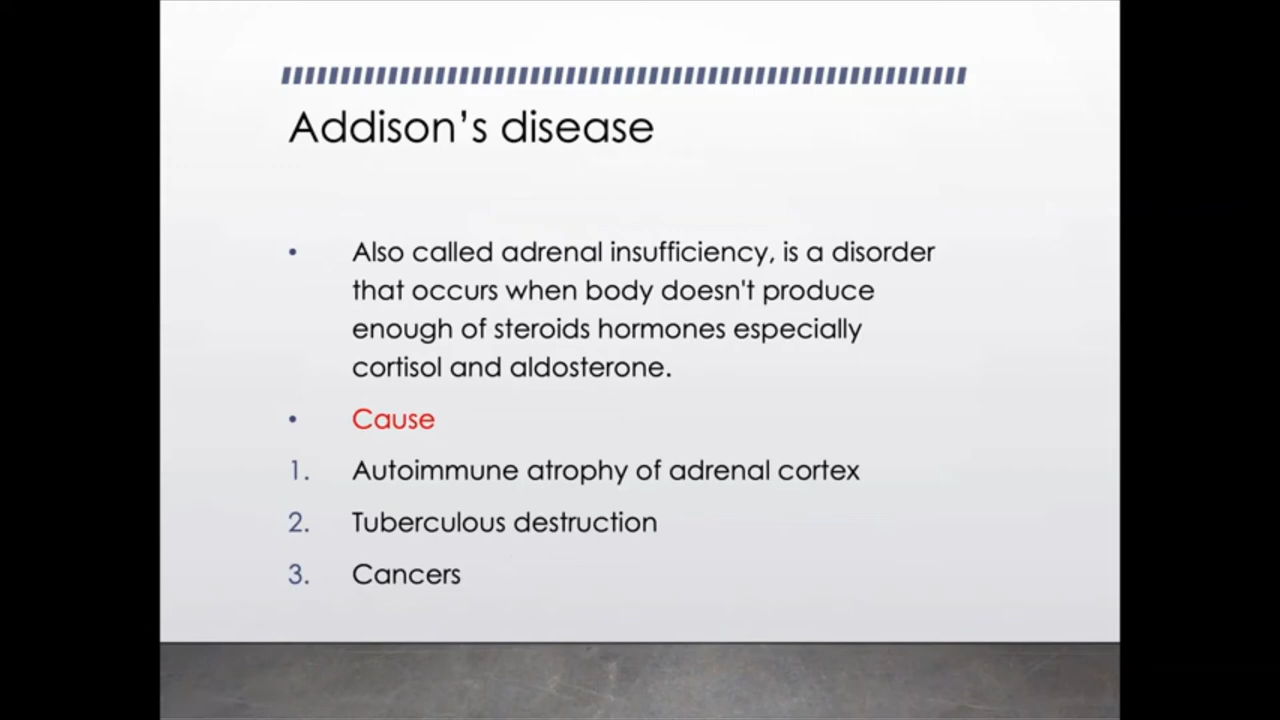 Addison’s disease
• Also called adrenal insufficiency, is a disorder
that occurs when body doesn't produce
enough of steroids hormones especially
cortisol and aldosterone.
• Cause
1. Autoimmune atrophy of adrenal cortex
2. Tuberculous destruction
3. Cancers